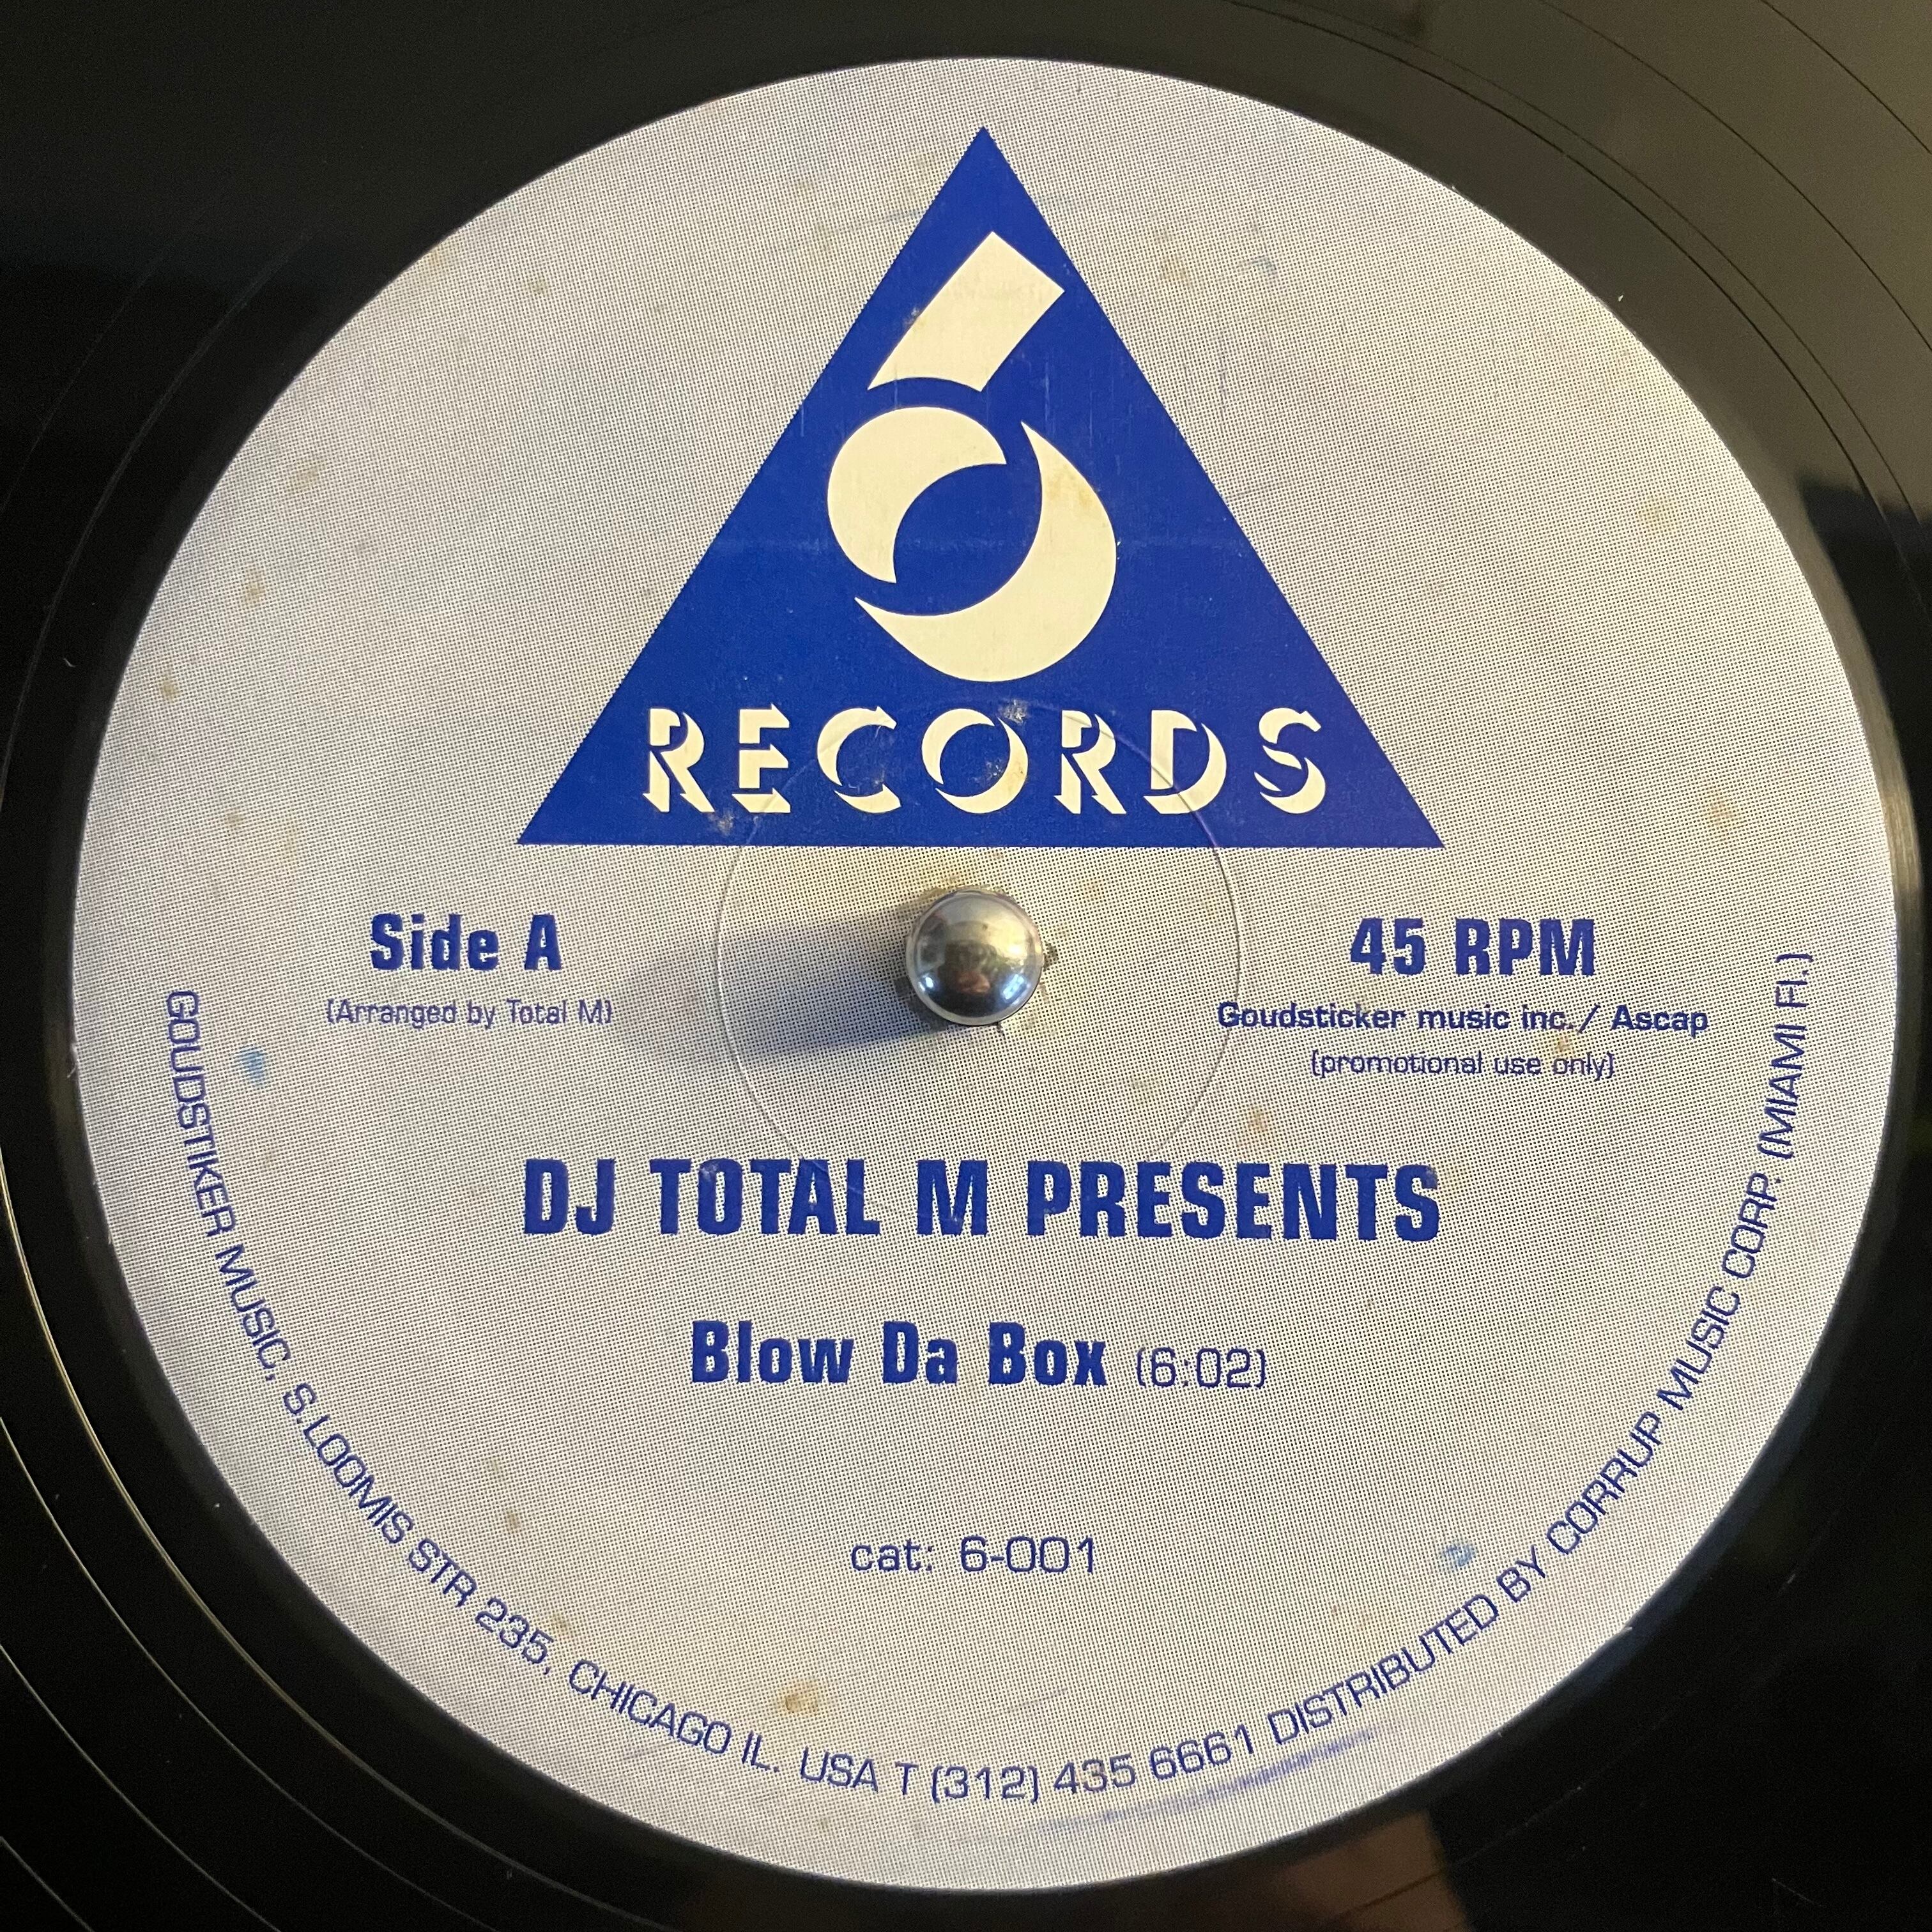 6
RECORDS
Side A
(Arranged by Total M)
45 RPM
Goudsticker music inc./ Ascap
(promotional use only)
DJ TOTAL M PRESENTS
Blow Da Box (6:02)
cat: 6-001
GOUDSTIKER MUSIC, S.LOOMIS STR 235, CHICAGO IL. USA T (312) 435 6661 DISTRIBUTED BY CORRUP MUSIC CORP. (MIAMI Fl.)